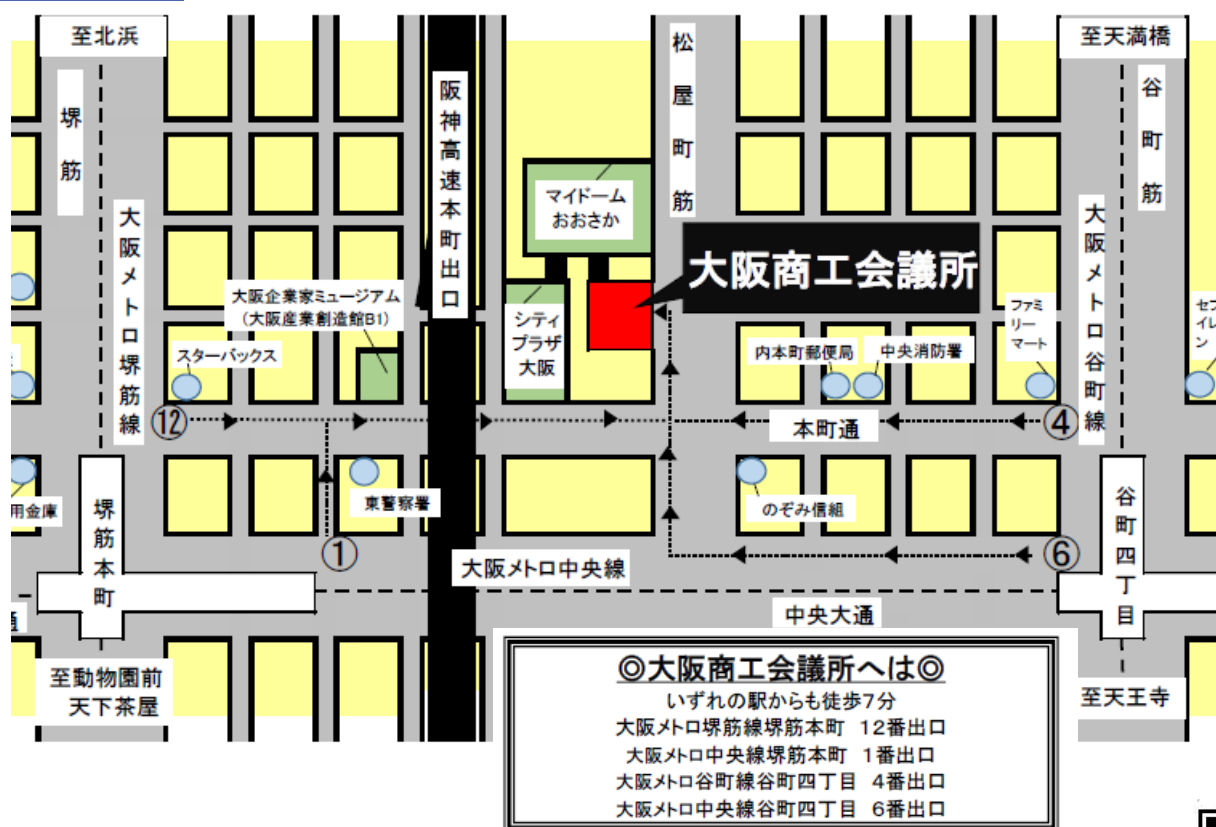 至北浜
堺筋
大阪メトロ堺筋線
阪神高速本町出口
松屋町筋
至天満橋
谷町筋
大阪メトロ谷町線
マイドーム
おおさか
大阪商工会議所
大阪企業家ミュージアム
(大阪産業創造館B1)
スターバックス
シティ
プラザ
大阪
内本町郵便局
中央消防署
ファミ
リー
マート
セブ
イレ
ン
⑫
本町通
④
用金庫
堺筋本町
東警察署
のぞみ信組
谷町四丁目
①
大阪メトロ中央線
⑥
通
中央大通
至動物園前
天下茶屋
至天王寺
◎大阪商工会議所へは◎
いずれの駅からも徒歩7分
大阪メトロ堺筋線堺筋本町 12番出口
大阪メトロ中央線堺筋本町 1番出口
大阪メトロ谷町線谷町四丁目 4番出口
大阪メトロ中央線谷町四丁目 6番出口